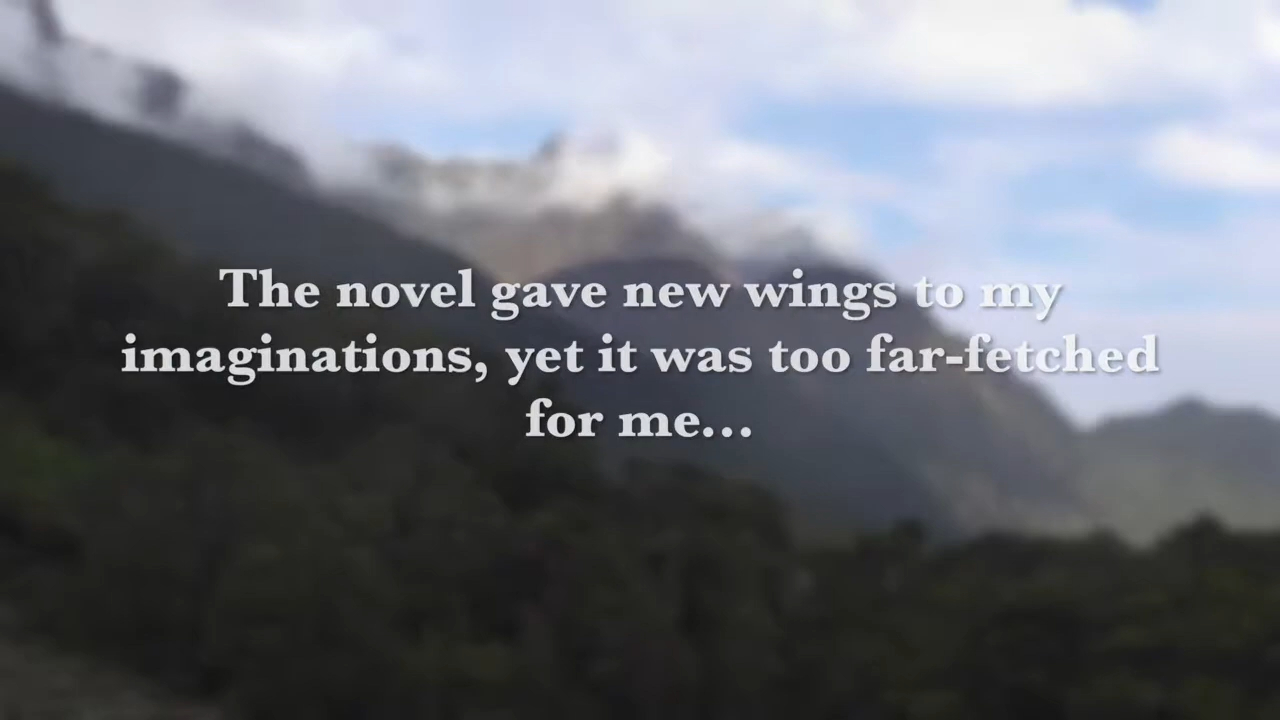 The novel gave new wings to my
imaginations, yet it was too far-fetched
for me...